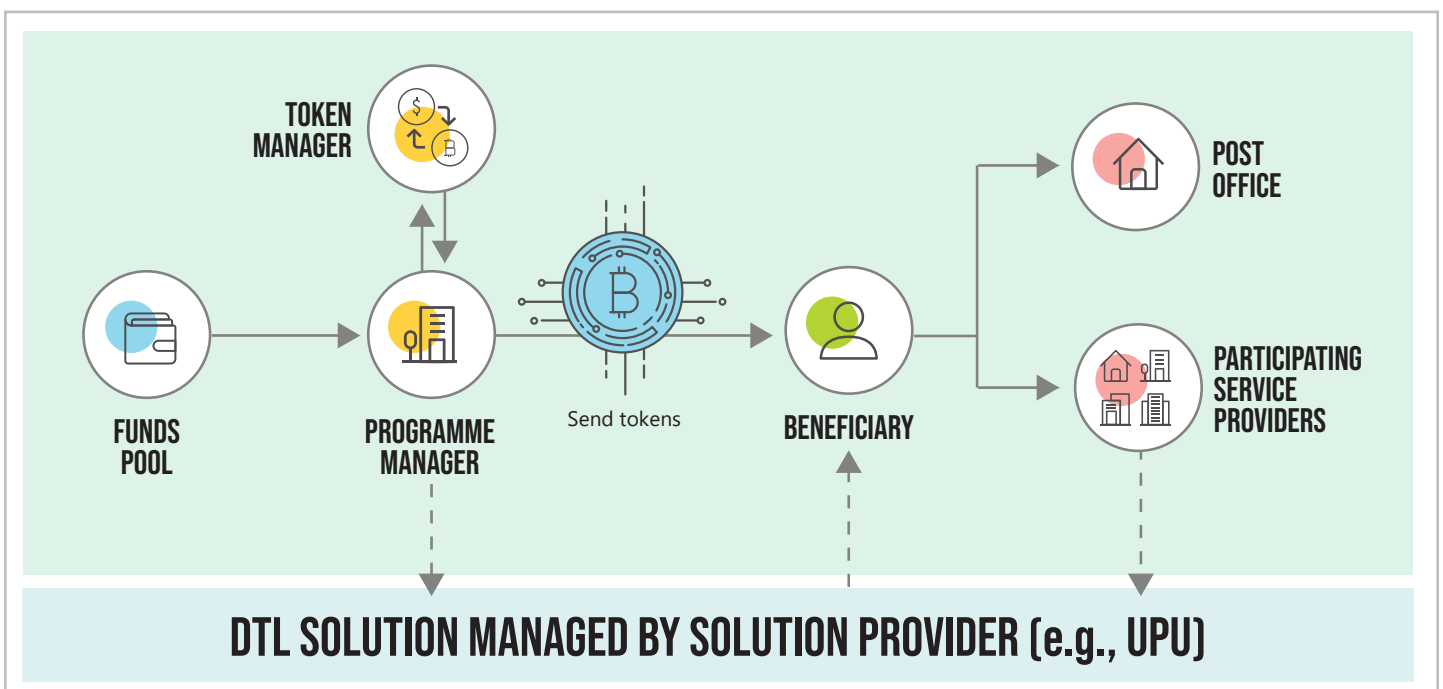 TOKEN
MANAGER
$
B
POST
OFFICE
B
FUNDS
POOL
PROGRAMME
MANAGER
Send tokens
BENEFICIARY
PARTICIPATING
SERVICE
PROVIDERS
DTL SOLUTION MANAGED BY SOLUTION PROVIDER (e.g., UPU)